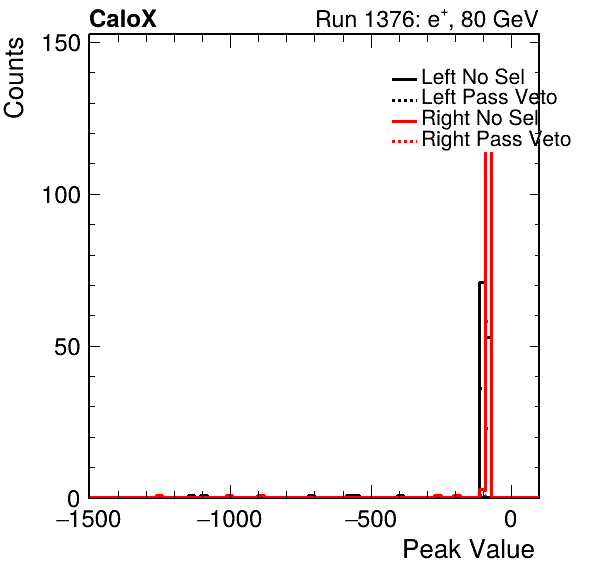 CaloX Run 1376: e⁺, 80 GeV
Counts
150
100
50
0
Left No Sel
Left Pass Veto
Right No Sel
Right Pass Veto
−1500 −1000 −500 0
Peak Value